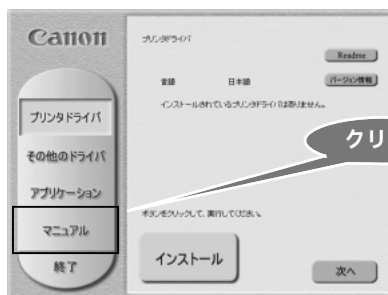 Canon
プリンタドライバ
Readme
言語 日本語
バージョン情報
インストールされているプリンタドライバはありません。
プリンタドライバ
その他のドライバ
アプリケーション
マニュアル
終了
クリ
ボタンをクリックして、実行してください。
インストール
次へ